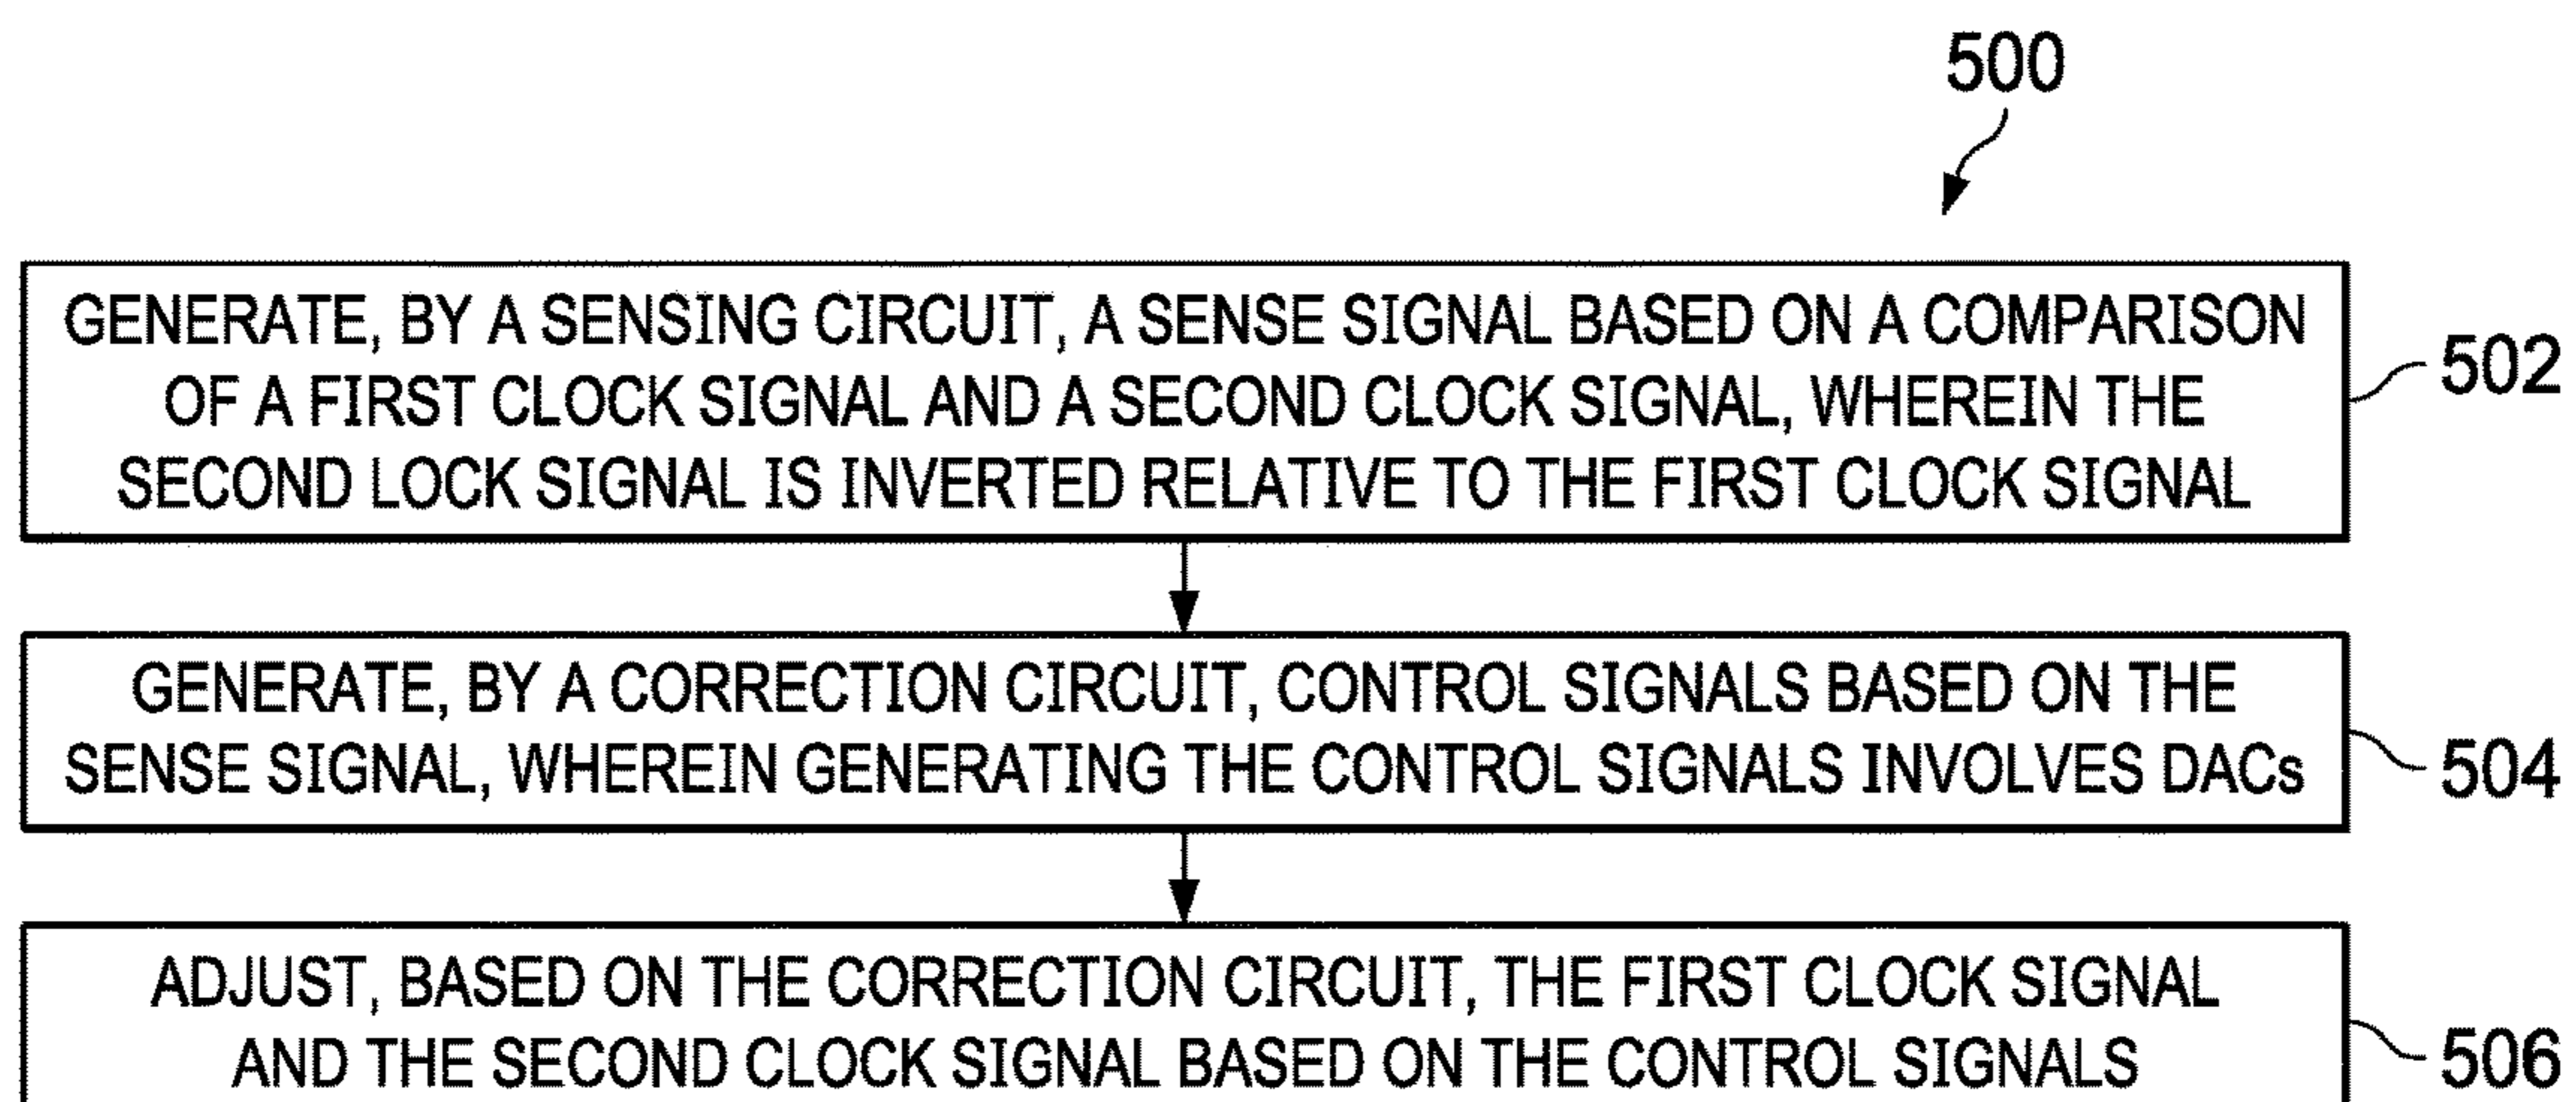 500
GENERATE, BY A SENSING CIRCUIT, A SENSE SIGNAL BASED ON A COMPARISON
OF A FIRST CLOCK SIGNAL AND A SECOND CLOCK SIGNAL, WHEREIN THE
SECOND LOCK SIGNAL IS INVERTED RELATIVE TO THE FIRST CLOCK SIGNAL
502
GENERATE, BY A CORRECTION CIRCUIT, CONTROL SIGNALS BASED ON THE
SENSE SIGNAL, WHEREIN GENERATING THE CONTROL SIGNALS INVOLVES DACs
504
ADJUST, BASED ON THE CORRECTION CIRCUIT, THE FIRST CLOCK SIGNAL
AND THE SECOND CLOCK SIGNAL BASED ON THE CONTROL SIGNALS
506